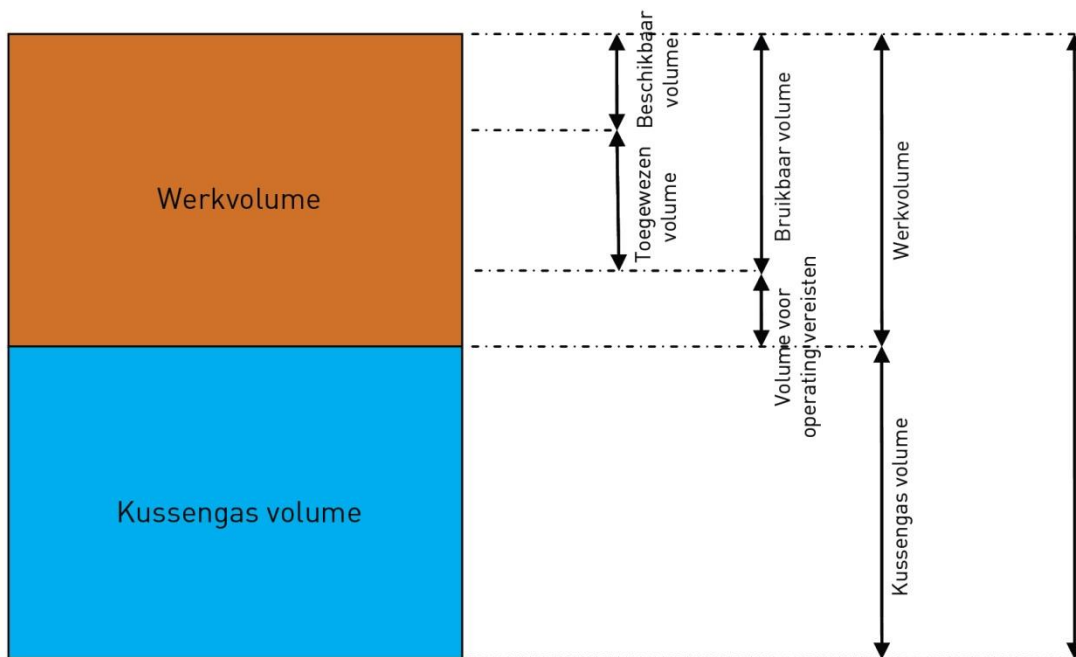 Werkvolume
Kussengas volume
Beschikbaar
volume
Toegewezen
volume
Bruikbaar volume
Volume voor
operating vereisten
Werkvolume
Kussengas volume